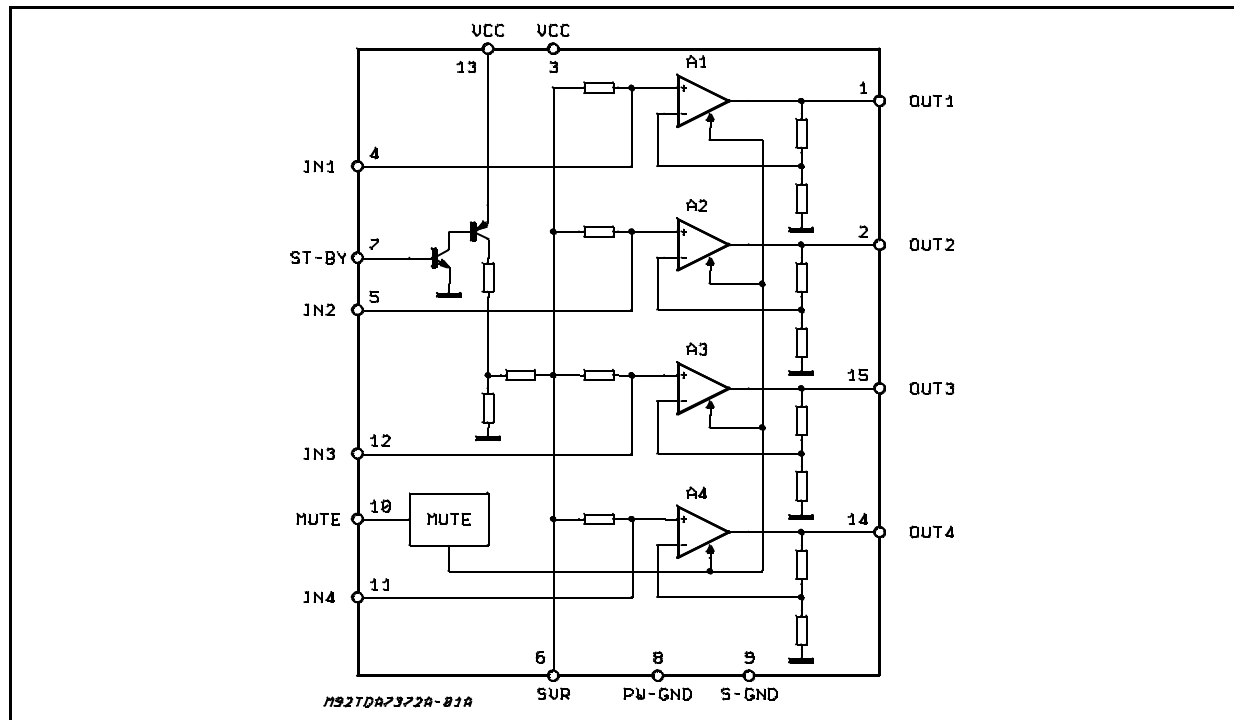 VCC VCC
13 3
A1
1 OUT1
4
IN1
A2
2 OUT2
7
ST-BY
5
IN2
A3
15 OUT3
12
IN3
A4
10
MUTE MUTE
14 OUT4
11
IN4
6 8 9
SVR PW-GND S-GND
M92TDA7372A-01A